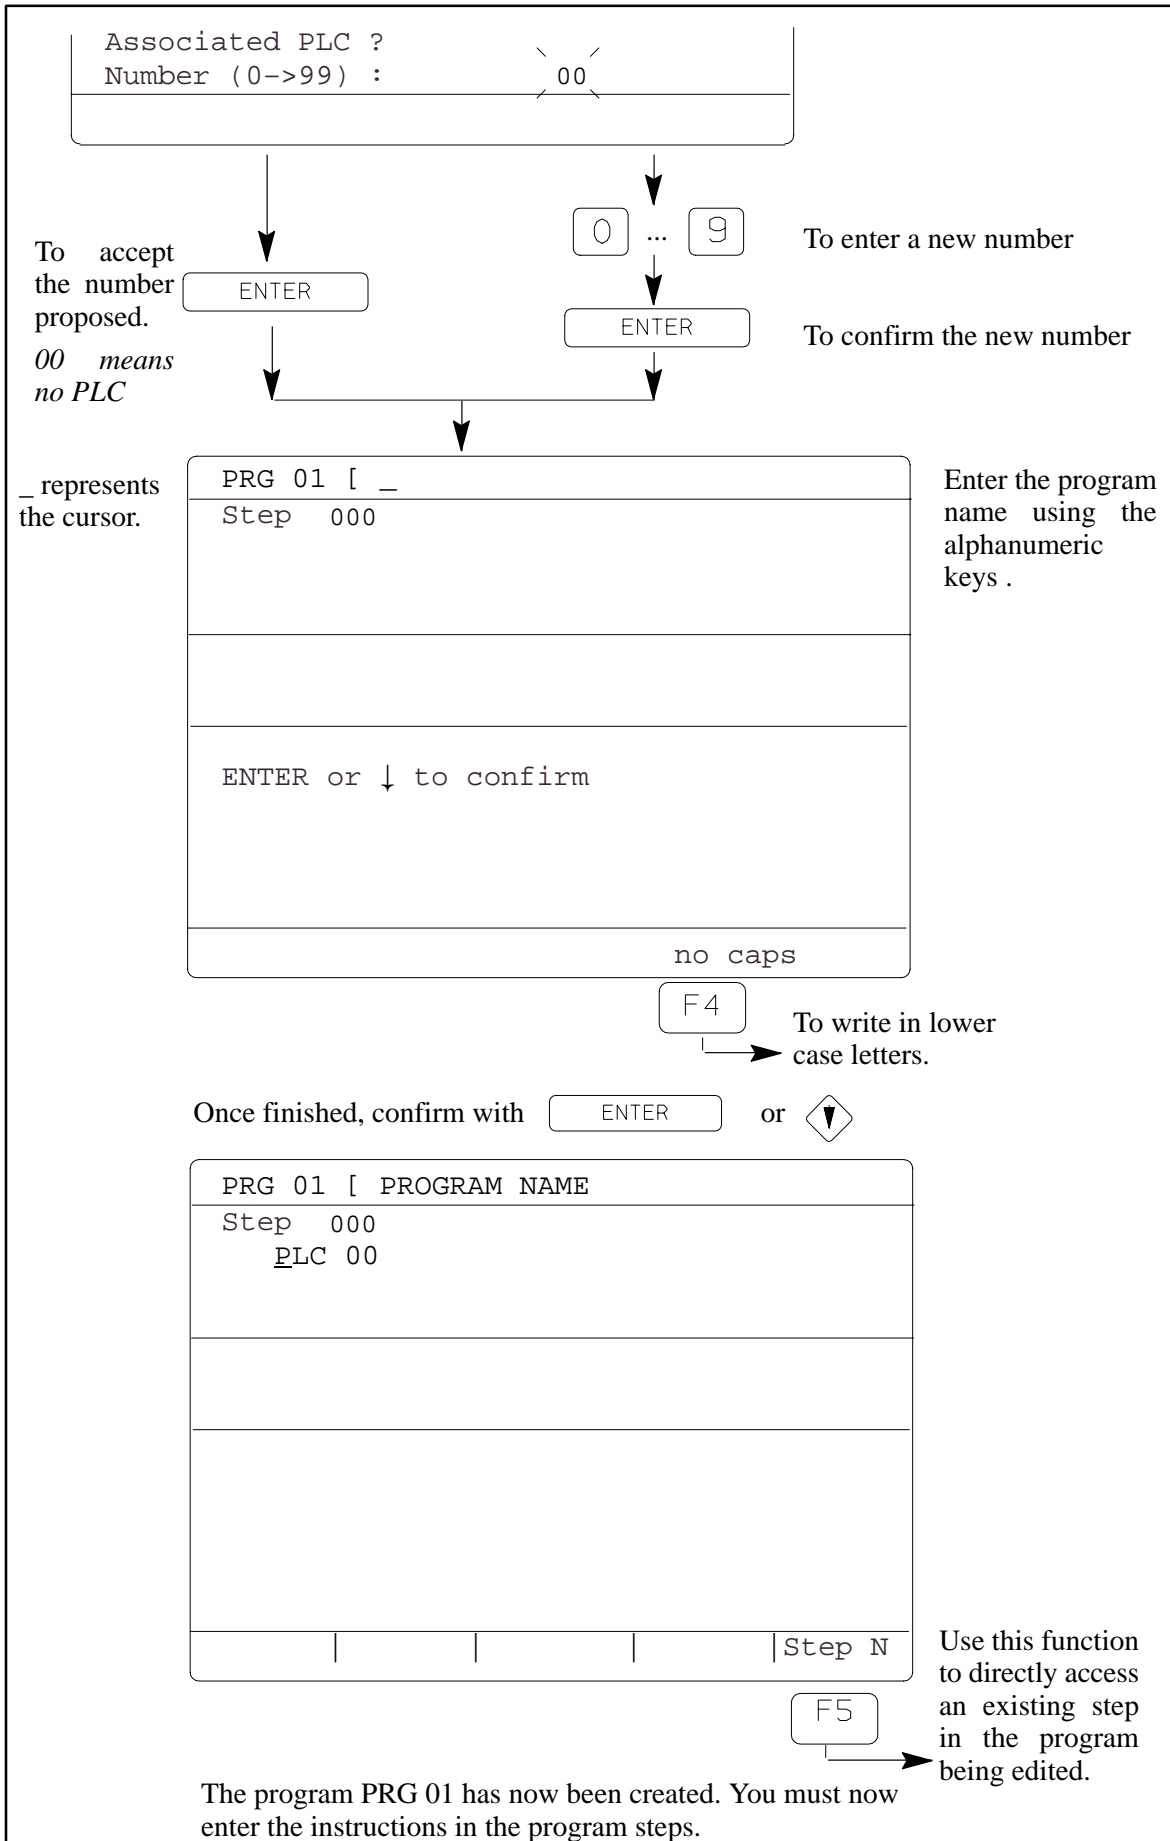 Associated PLC ?
Number (0–>99) : 00
0 ... 9
To enter a new number
To accept
the number
proposed.
00 means
no PLC
ENTER
ENTER
To confirm the new number
_ represents
the cursor.
PRG 01 [ _
Step 000
ENTER or ↓ to confirm
no caps
Enter the program
name using the
alphanumeric
keys .
F4
To write in lower
case letters.
Once finished, confirm with ENTER or
PRG 01 [ PROGRAM NAME
Step 000
PLC 00
Step N
F5
Use this function
to directly access
an existing step
in the program
being edited.
The program PRG 01 has now been created. You must now
enter the instructions in the program steps.